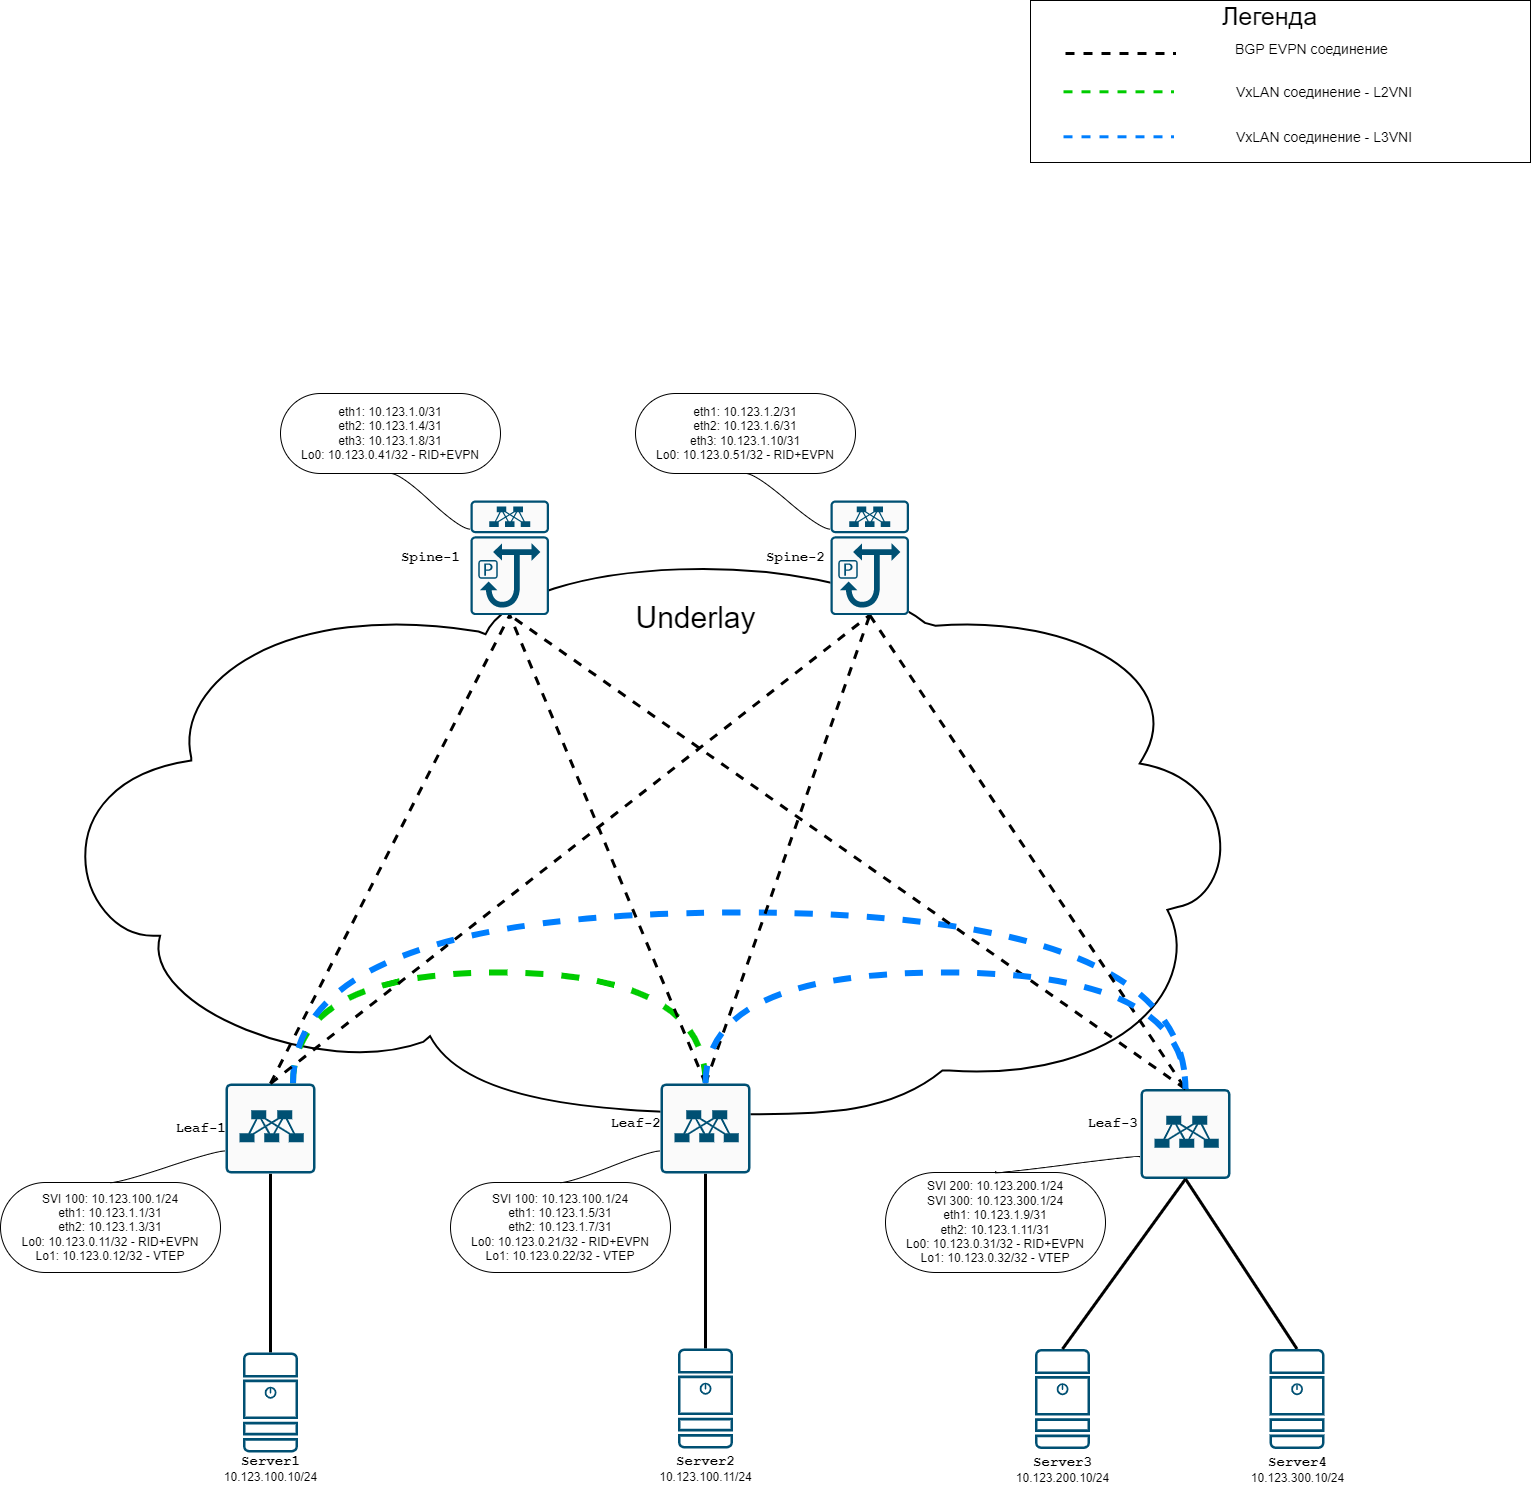 Легенда
BGP EVPN соединение
VxLAN соединение - L2VNI
VxLAN соединение - L3VNI
eth1: 10.123.1.0/31
eth2: 10.123.1.4/31
eth3: 10.123.1.8/31
Lo0: 10.123.0.41/32 - RID+EVPN
eth1: 10.123.1.2/31
eth2: 10.123.1.6/31
eth3: 10.123.1.10/31
Lo0: 10.123.0.51/32 - RID+EVPN
Spine-1
P
Spine-2
P
Underlay
Leaf-1
Leaf-2
Leaf-3
SVI 100: 10.123.100.1/24
eth1: 10.123.1.1/31
eth2: 10.123.1.3/31
Lo0: 10.123.0.11/32 - RID+EVPN
Lo1: 10.123.0.12/32 - VTEP
SVI 100: 10.123.100.1/24
eth1: 10.123.1.5/31
eth2: 10.123.1.7/31
Lo0: 10.123.0.21/32 - RID+EVPN
Lo1: 10.123.0.22/32 - VTEP
SVI 200: 10.123.200.1/24
SVI 300: 10.123.300.1/24
eth1: 10.123.1.9/31
eth2: 10.123.1.11/31
Lo0: 10.123.0.31/32 - RID+EVPN
Lo1: 10.123.0.32/32 - VTEP
Server1
10.123.100.10/24
Server2
10.123.100.11/24
Server3
10.123.200.10/24
Server4
10.123.300.10/24